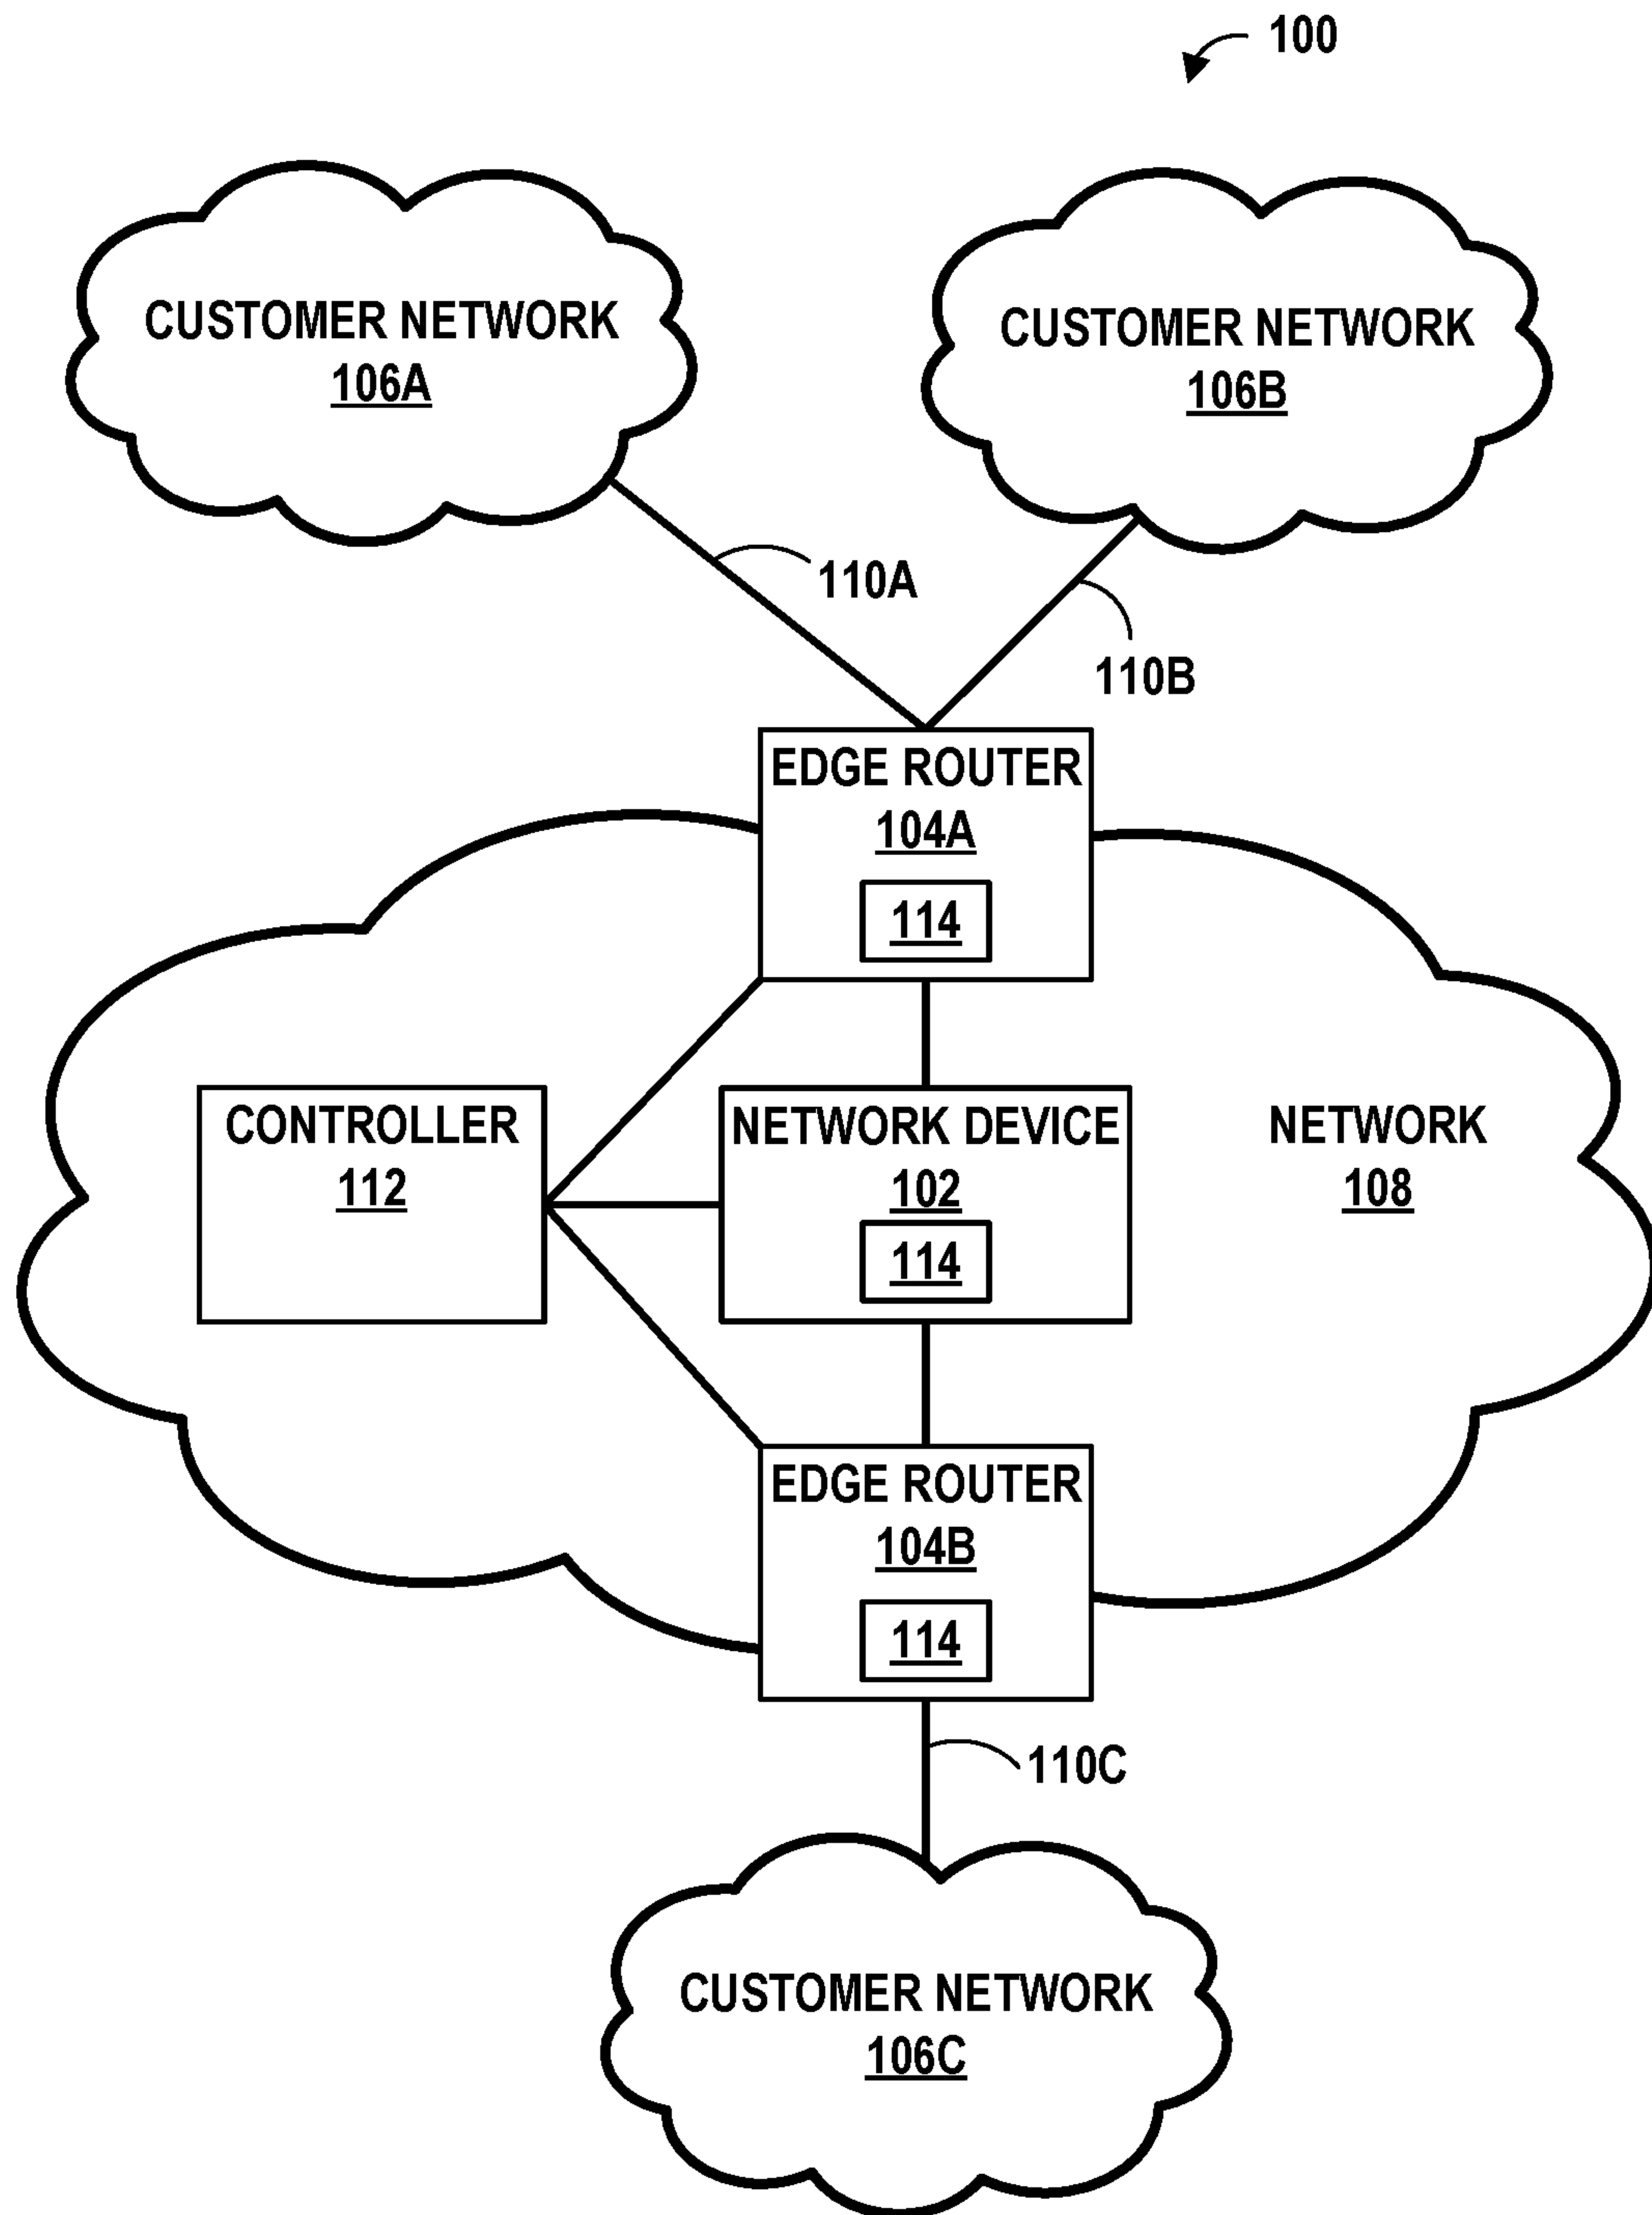 100
CUSTOMER NETWORK
106A
CUSTOMER NETWORK
106B
110A
110B
EDGE ROUTER
104A
114
CONTROLLER
112
NETWORK DEVICE
102
114
NETWORK
108
EDGE ROUTER
104B
114
110C
CUSTOMER NETWORK
106C